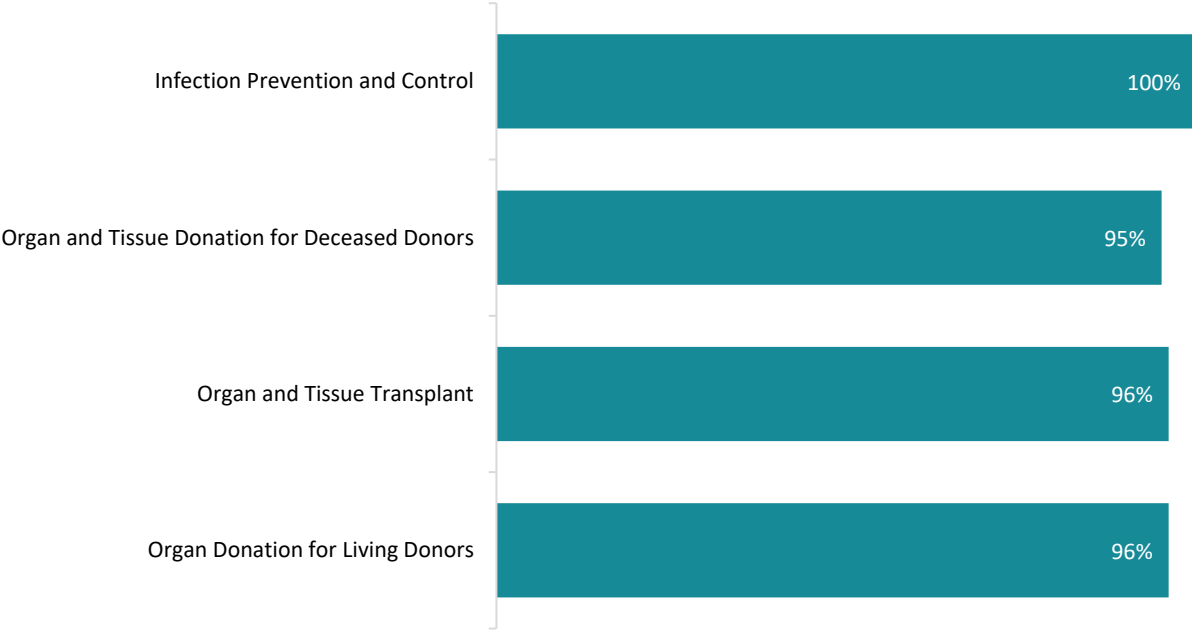 Infection Prevention and Control 100%
Organ and Tissue Donation for Deceased Donors 95%
Organ and Tissue Transplant 96%
Organ Donation for Living Donors 96%